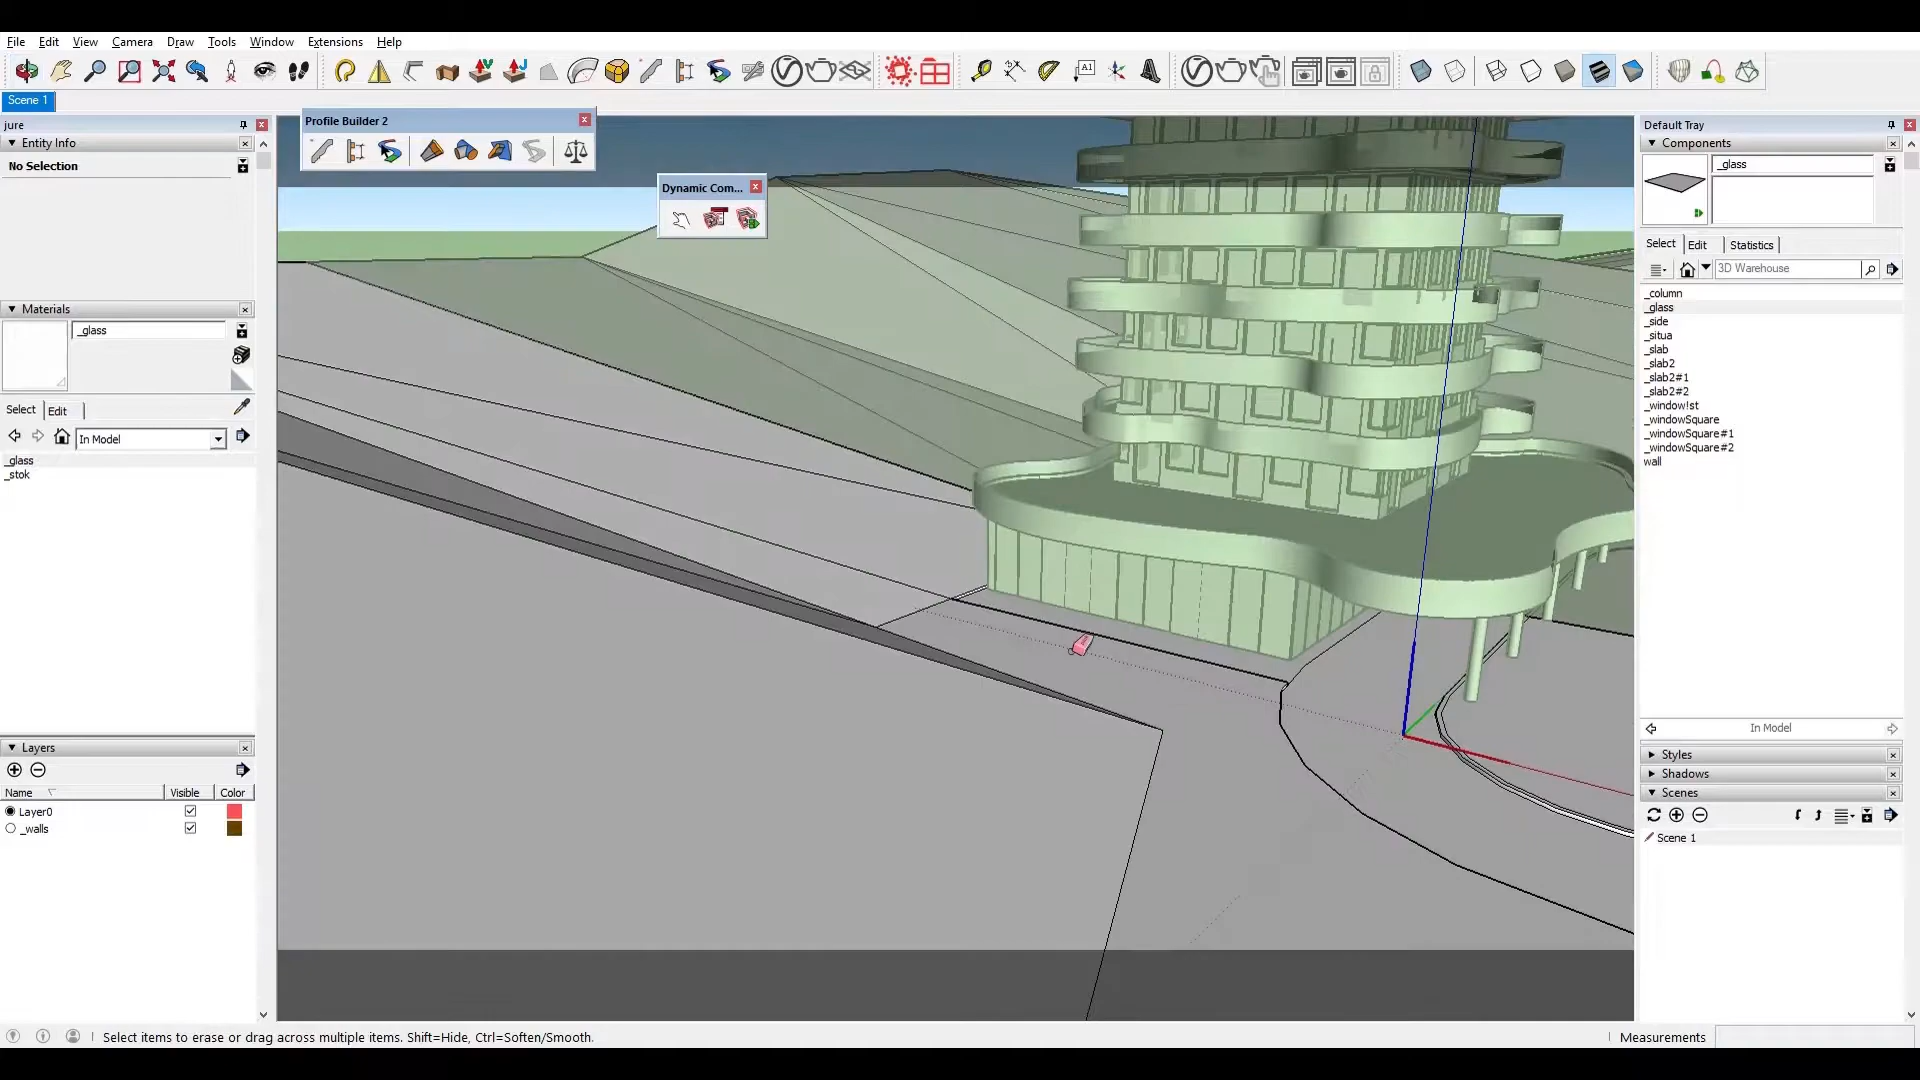 File Edit View Camera Draw Tools Window Extensions Help
A1
Scene 1
jure
Entity Info
No Selection
Materials
_glass
Select Edit
In Model
_glass
_stok
Layers
Name Visible Color
Layer0
_walls
Profile Builder 2
Dynamic Com...
Default Tray
Components
_glass
Select Edit Statistics
3D Warehouse
_column
_glass
_side
_situa
_slab
_slab2
_slab2#1
_slab2#2
_window!st
_windowSquare
_windowSquare#1
_windowSquare#2
wall
In Model
Styles
Shadows
Scenes
Scene 1
Select items to erase or drag across multiple items. Shift=Hide, Ctrl=Soften/Smooth.
Measurements